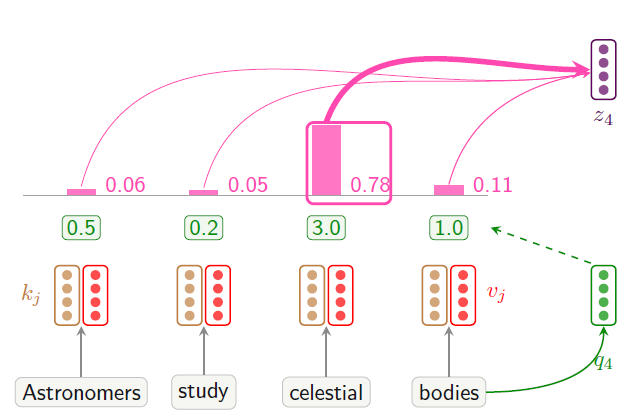 z₄
0.06 0.05 0.78 0.11
0.5 0.2 3.0 1.0
kⱼ vⱼ
q₄
Astronomers study celestial bodies